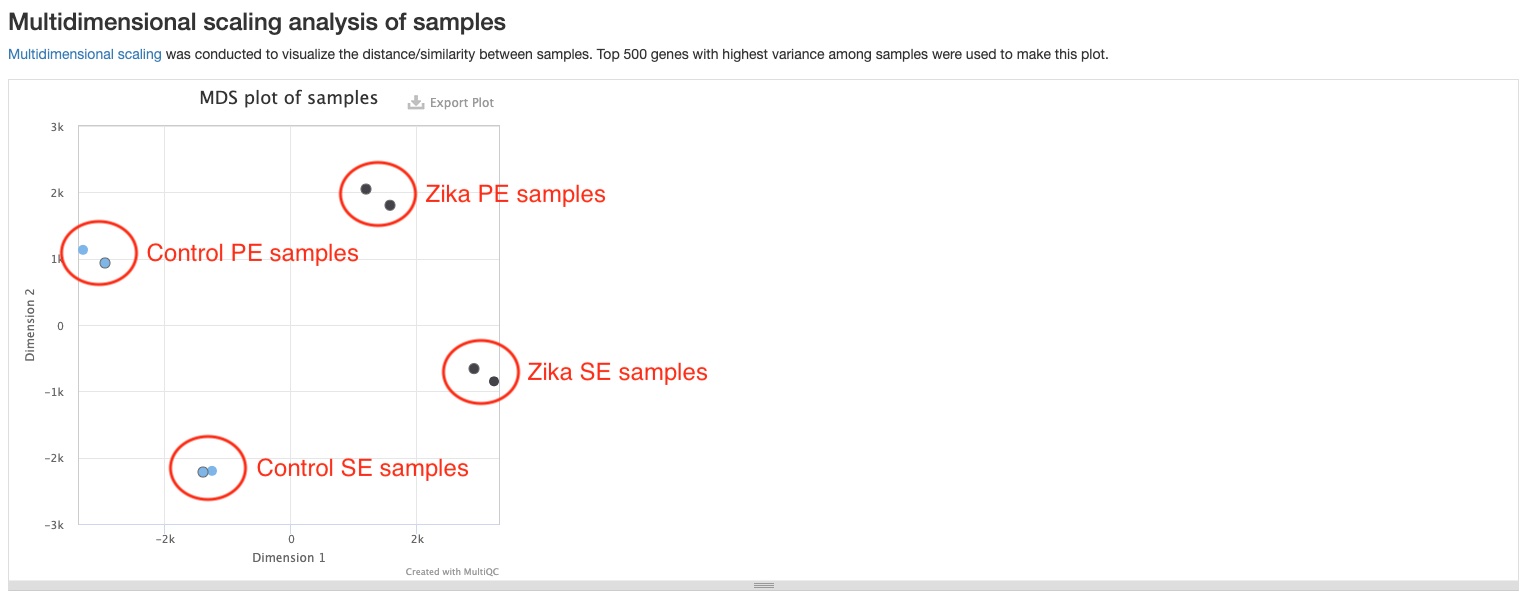 Multidimensional scaling analysis of samples
Multidimensional scaling was conducted to visualize the distance/similarity between samples. Top 500 genes with highest variance among samples were used to make this plot.
MDS plot of samples
Export Plot
3k
2k
1k
0
−1k
−2k
−3k
Dimension 2
Zika PE samples
Control PE samples
Zika SE samples
Control SE samples
−2k
0
2k
Dimension 1
Created with MultiQC